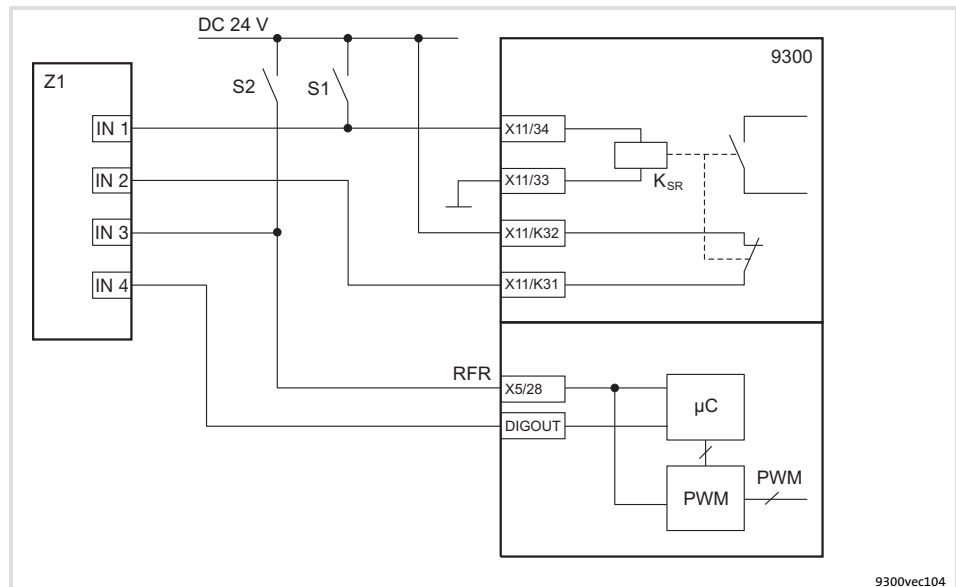 DC 24 V
9300
Z1
S2
S1
IN 1
X11/34
IN 2
X11/33
KSR
IN 3
X11/K32
IN 4
X11/K31
RFR
X5/28
µC
DIGOUT
PWM
PWM
9300vec104